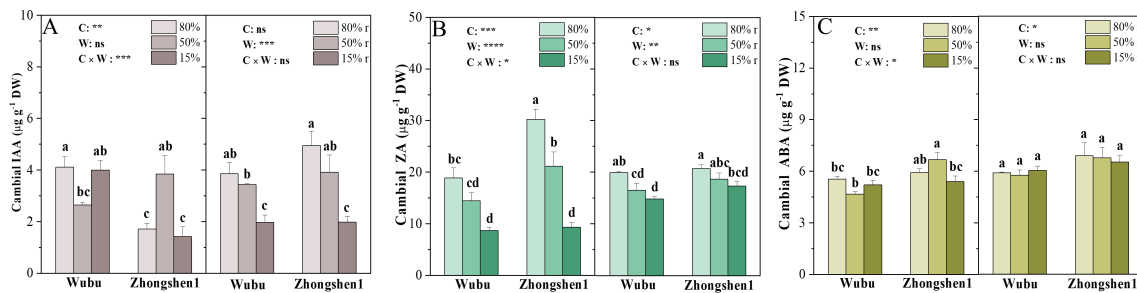 A
Cambial IAA (µg g-1 DW)
10
8
6
4
2
0
C: **
W: ns
C × W : ***
80%
50%
15%
a
bc
ab
c
ab
c
Wubu
Zhongshen1
C: ns
W: ***
C × W : ns
80% r
50% r
15% r
ab
ab
c
a
ab
c
Wubu
Zhongshen1
B
Cambial ZA (µg g-1 DW)
50
40
30
20
10
0
C: ***
W: ****
C × W : *
80%
50%
15%
bc
cd
d
a
b
d
Wubu
Zhongshen1
C: *
W: **
C × W : ns
80% r
50% r
15% r
ab
cd
d
a
abc
bcd
Wubu
Zhongshen1
C
Cambial ABA (µg g-1 DW)
15
12
9
6
3
0
C: **
W: ns
C × W : *
80%
50%
15%
bc
b
bc
ab
a
bc
Wubu
Zhongshen1
C: *
W: ns
C × W : ns
80%
50%
15%
a
a
a
a
a
a
Wubu
Zhongshen1